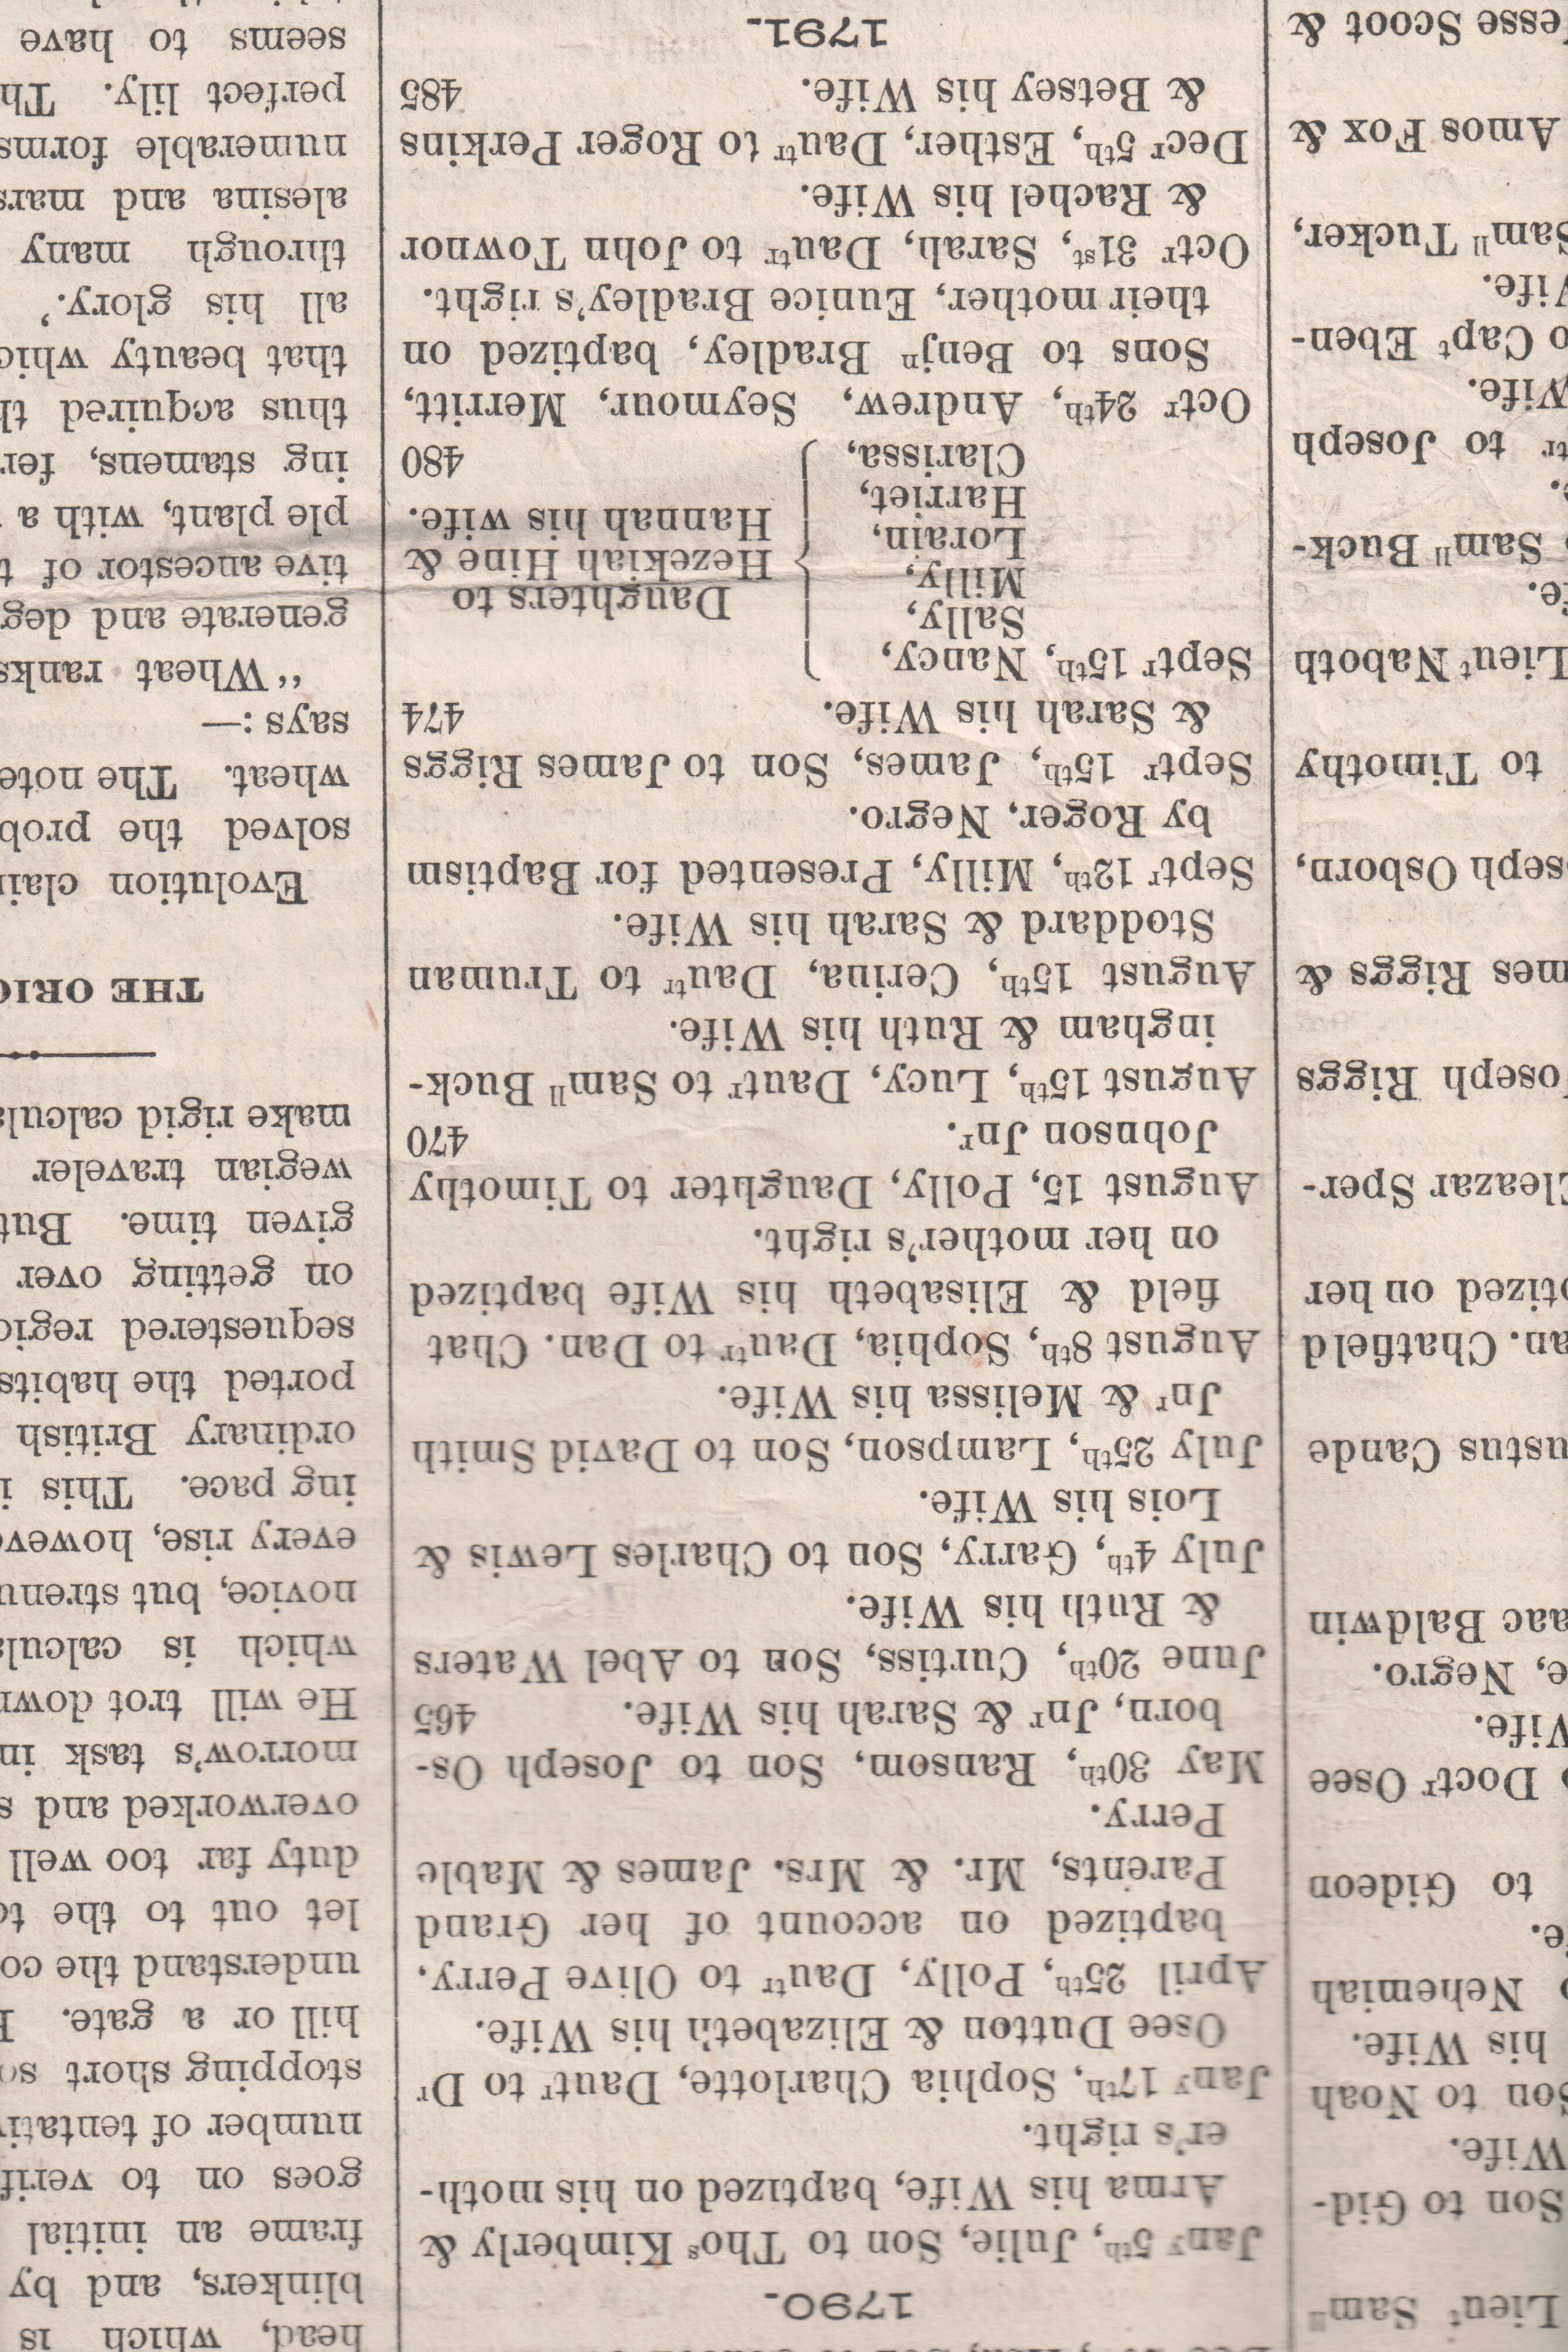 Lieut Samll
Son to Gid-
Wife.
Son to Noah
his Wife.
Nehemiah
to Gideon
Doctr Osee
Wife.
Negro.
aac Baldwin
ustus Cande
an. Chatfield
ptized on her
Eleazar Sper-
Joseph Riggs
mes Riggs &
oseph Osborn,
to Timothy
Lieut Naboth
fe.
Samll Buck-
e.
tr to Joseph
Wife.
o Capt Eben-
Wife.
Samll Tucker,
Amos Fox &
Jesse Scoot &
1790.
Jany 5th, Julie, Son to Thos Kimberly &
Arma his Wife, baptized on his moth-
er's right.
Jany 17th, Sophia Charlotte, Dautr to Dr
Osee Dutton & Elizabeth his Wife.
April 25th, Polly, Dautr to Olive Perry,
baptized on account of her Grand
Parents, Mr. & Mrs. James & Mable
Perry.
May 30th, Ransom, Son to Joseph Os-
born, Jnr & Sarah his Wife. 465
June 20th, Curtiss, Son to Abel Waters
& Ruth his Wife.
July 4th, Garry, Son to Charles Lewis &
Lois his Wife.
July 25th, Lampson, Son to David Smith
Jnr & Melissa his Wife.
August 8th, Sophia, Dautr to Dan. Chat
field & Elisabeth his Wife baptized
on her mother's right.
August 15, Polly, Daughter to Timothy
Johnson Jnr. 470
August 15th, Lucy, Dautr to Samll Buck-
ingham & Ruth his Wife.
August 15th, Cerina, Dautr to Truman
Stoddard & Sarah his Wife.
Septr 12th, Milly, Presented for Baptism
by Roger, Negro.
Septr 15th, James, Son to James Riggs
& Sarah his Wife. 474
Septr 15th, Nancy,
Sally,
Milly,
Lorain,
Harriet,
Clarissa,
Daughters to
Hezekiah Hine &
Hannah his wife.
480
Octr 24th, Andrew, Seymour, Merritt,
Sons to Benjn Bradley, baptized on
their mother, Eunice Bradley's right.
Octr 31st, Sarah, Dautr to John Townor
& Rachel his Wife.
Decr 5th, Esther, Dautr to Roger Perkins
& Betsey his Wife. 485
1791.
head, which is
blinkers, and by
frame an initial
goes on to verif
number of tentati
stopping short so
hill or a gate.
understand the co
let out to the to
duty far too well
overworked and s
morrow's task in
He will trot down
which is calcula
novice, but strenu
every rise, howeve
ing pace. This i
ordinary British
ported the habits
sequestered regio
on getting over
given time. But
wegian traveler
make rigid calcula
THE ORIG
Evolution clai
solved the prob
wheat. The note
says :—
“Wheat ranks
generate and deg
tive ancestor of t
ple plant, with a
ing stamens, fer
thus acquired th
that beauty whic
all his glory.’
through many
alesina and mars
numerable forms
perfect lily. Th
seems to have